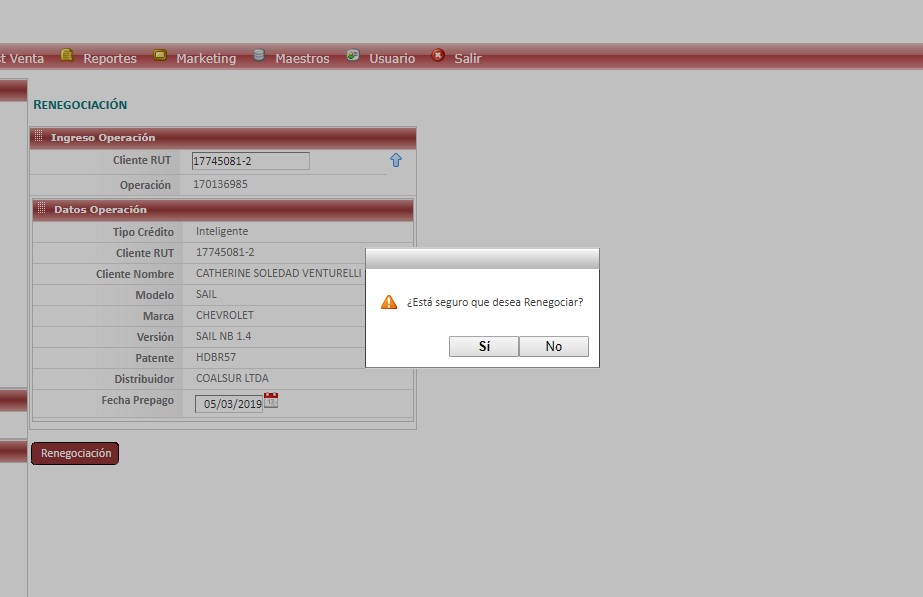 t Venta Reportes Marketing Maestros Usuario Salir
RENEGOCIACIÓN
Ingreso Operación
Cliente RUT 17745081-2
Operación 170136985
Datos Operación
Tipo Crédito Inteligente
Cliente RUT 17745081-2
Cliente Nombre CATHERINE SOLEDAD VENTURELLI
Modelo SAIL
Marca CHEVROLET
Versión SAIL NB 1.4
Patente HDBR57
Distribuidor COALSUR LTDA
Fecha Prepago 05/03/2019
¿Está seguro que desea Renegociar?
Sí No
Renegociación